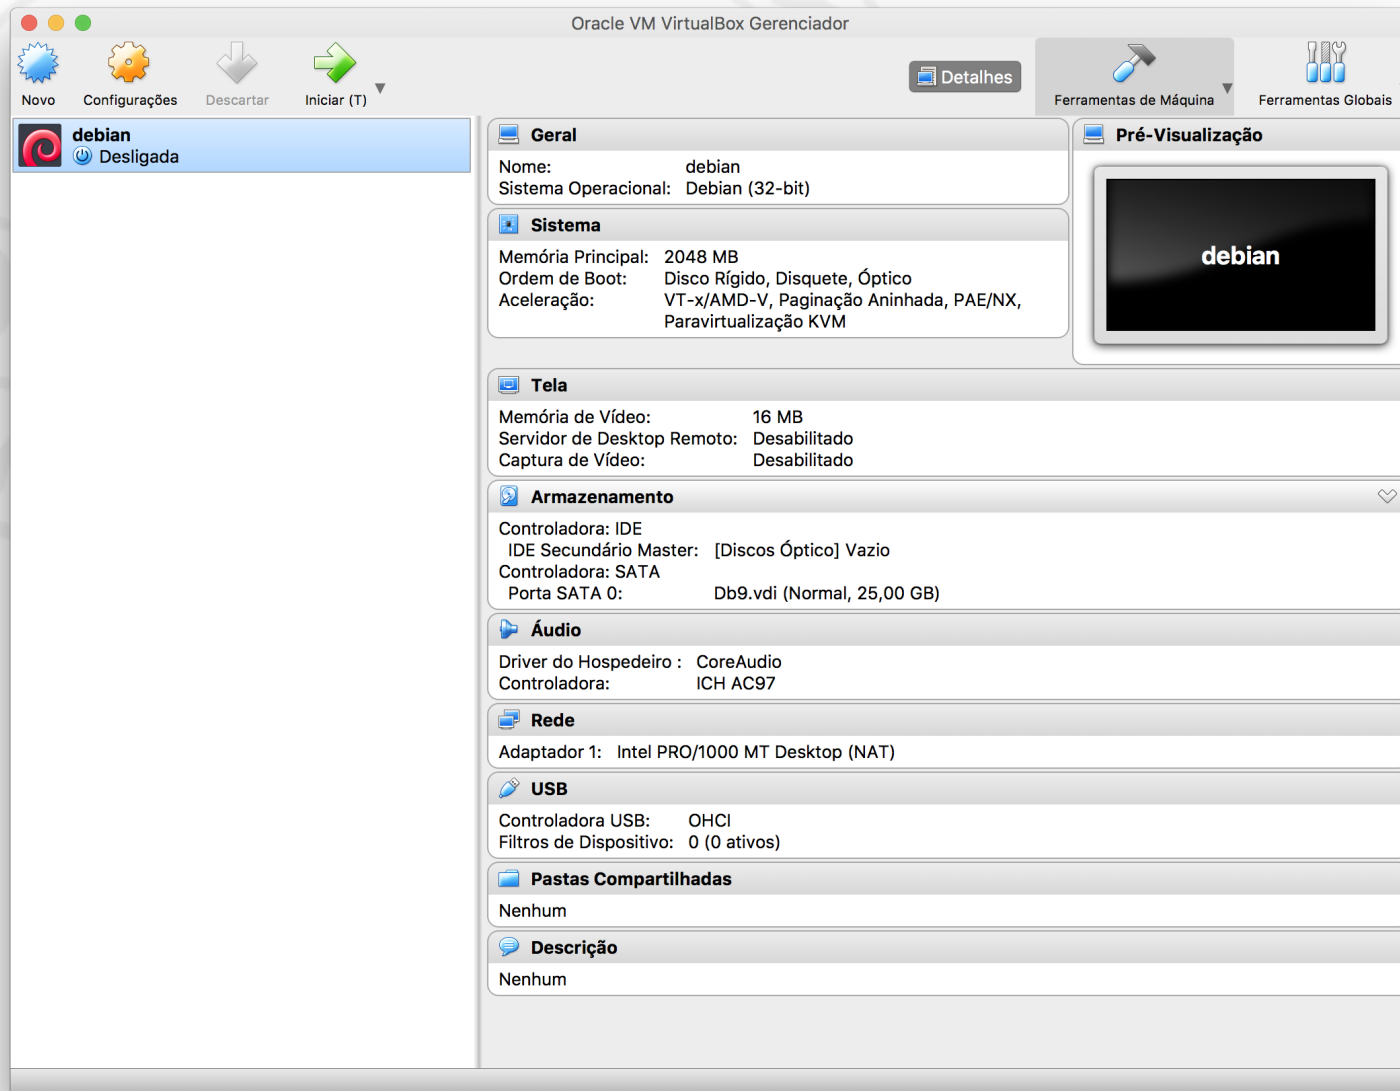 Oracle VM VirtualBox Gerenciador
Novo
Configurações
Descartar
Iniciar (T)
Detalhes
Ferramentas de Máquina
Ferramentas Globais
debian
Desligada
Geral
Nome: debian
Sistema Operacional: Debian (32-bit)
Pré-Visualização
debian
Sistema
Memória Principal: 2048 MB
Ordem de Boot: Disco Rígido, Disquete, Óptico
Aceleração: VT-x/AMD-V, Paginação Aninhada, PAE/NX,
Paravirtualização KVM
Tela
Memória de Vídeo: 16 MB
Servidor de Desktop Remoto: Desabilitado
Captura de Vídeo: Desabilitado
Armazenamento
Controladora: IDE
IDE Secundário Master: [Discos Óptico] Vazio
Controladora: SATA
Porta SATA 0: Db9.vdi (Normal, 25,00 GB)
Áudio
Driver do Hospedeiro : CoreAudio
Controladora: ICH AC97
Rede
Adaptador 1: Intel PRO/1000 MT Desktop (NAT)
USB
Controladora USB: OHCI
Filtros de Dispositivo: 0 (0 ativos)
Pastas Compartilhadas
Nenhum
Descrição
Nenhum